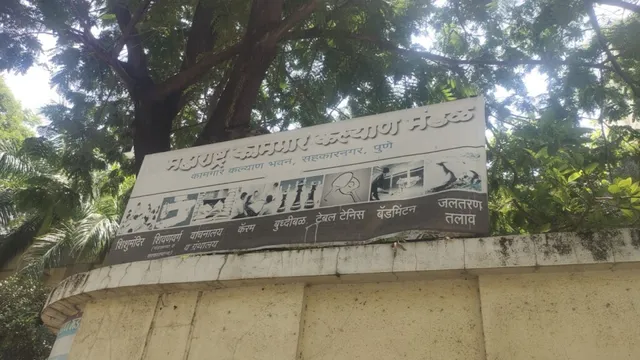 महाराष्ट्र कामगार कल्याण मंडळ
कामगार कल्याण भवन, सहकारनगर, पुणे
शिशुमंदिर शिवणवर्ग वाचनालय कॅरम बुध्दीबळ टेबल टेनिस बॅडमिंटन जलतरण
व ग्रंथालय तलाव